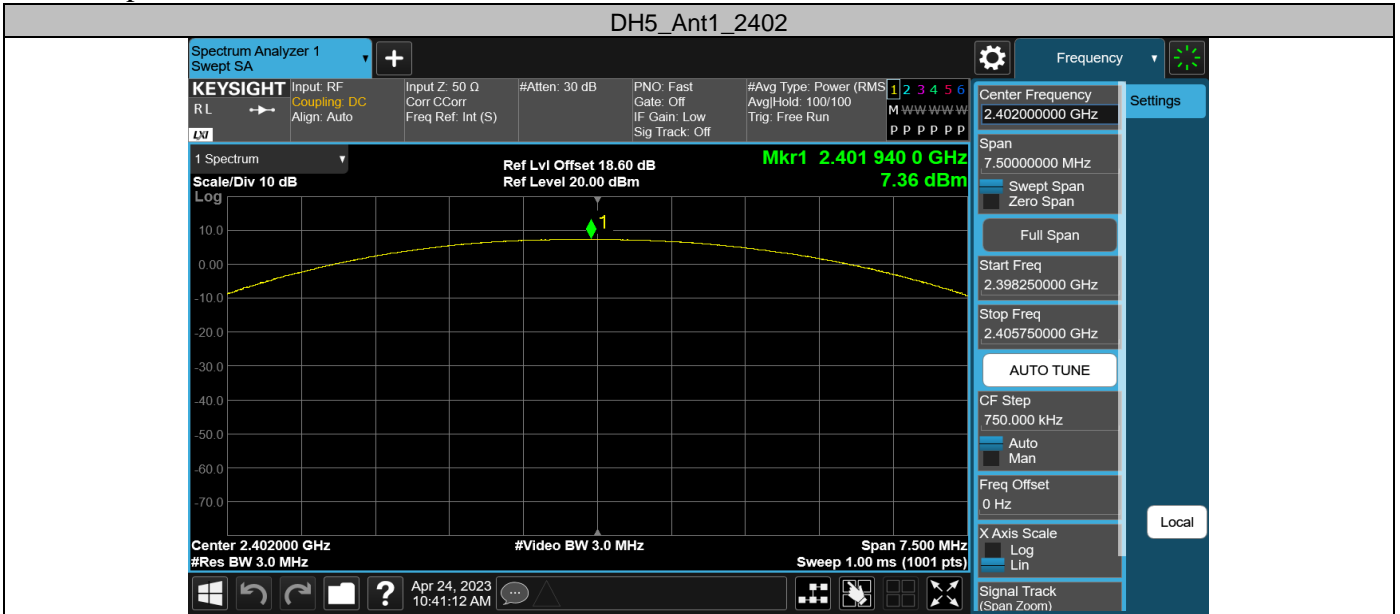 DH5_Ant1_2402
Spectrum Analyzer 1
Swept SA
Frequency
KEYSIGHT
RL
LXI
Input: RF
Coupling: DC
Align: Auto
Input Z: 50 Ω
Corr CCorr
Freq Ref: Int (S)
#Atten: 30 dB
PNO: Fast
Gate: Off
IF Gain: Low
Sig Track: Off
#Avg Type: Power (RMS
Avg|Hold: 100/100
Trig: Free Run
1 2 3 4 5 6
M W W W W W
P P P P P P
1 Spectrum
Scale/Div 10 dB
Log
Ref Lvl Offset 18.60 dB
Ref Level 20.00 dBm
Mkr1 2.401 940 0 GHz
7.36 dBm
1
10.0
0.00
-10.0
-20.0
-30.0
-40.0
-50.0
-60.0
-70.0
Center 2.402000 GHz
#Video BW 3.0 MHz
Span 7.500 MHz
#Res BW 3.0 MHz
Sweep 1.00 ms (1001 pts)
Apr 24, 2023
10:41:12 AM
Center Frequency
2.402000000 GHz
Settings
Span
7.50000000 MHz
Swept Span
Zero Span
Full Span
Start Freq
2.398250000 GHz
Stop Freq
2.405750000 GHz
AUTO TUNE
CF Step
750.000 kHz
Auto
Man
Freq Offset
0 Hz
X Axis Scale
Log
Lin
Local
Signal Track
(Span Zoom)